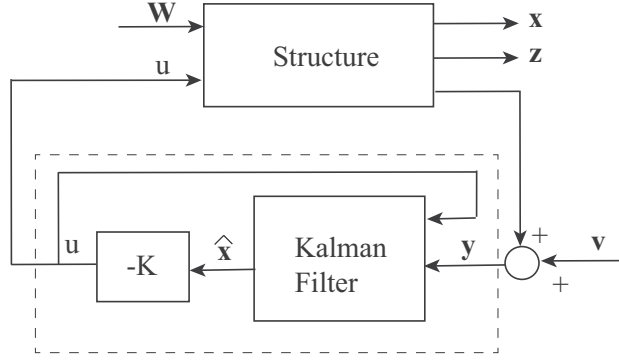 W
x
Structure
z
u
+
v
y
+
Kalman
Filter
x̂
-K
u